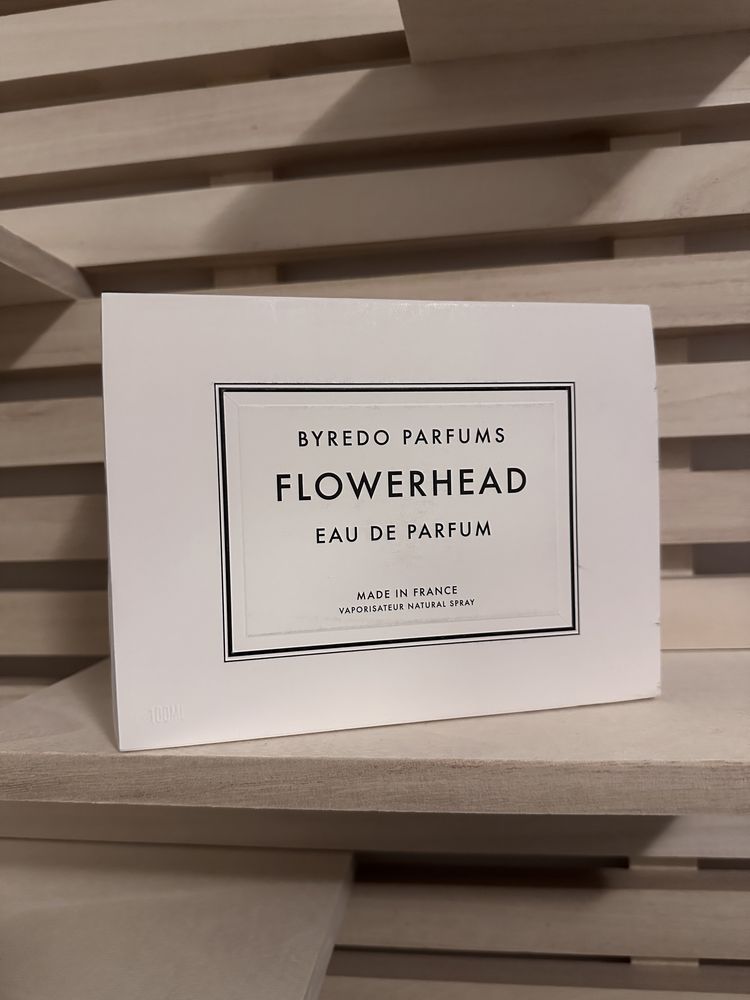 BYREDO PARFUMS
FLOWERHEAD
EAU DE PARFUM
MADE IN FRANCE
VAPORISATEUR NATURAL SPRAY
100ML